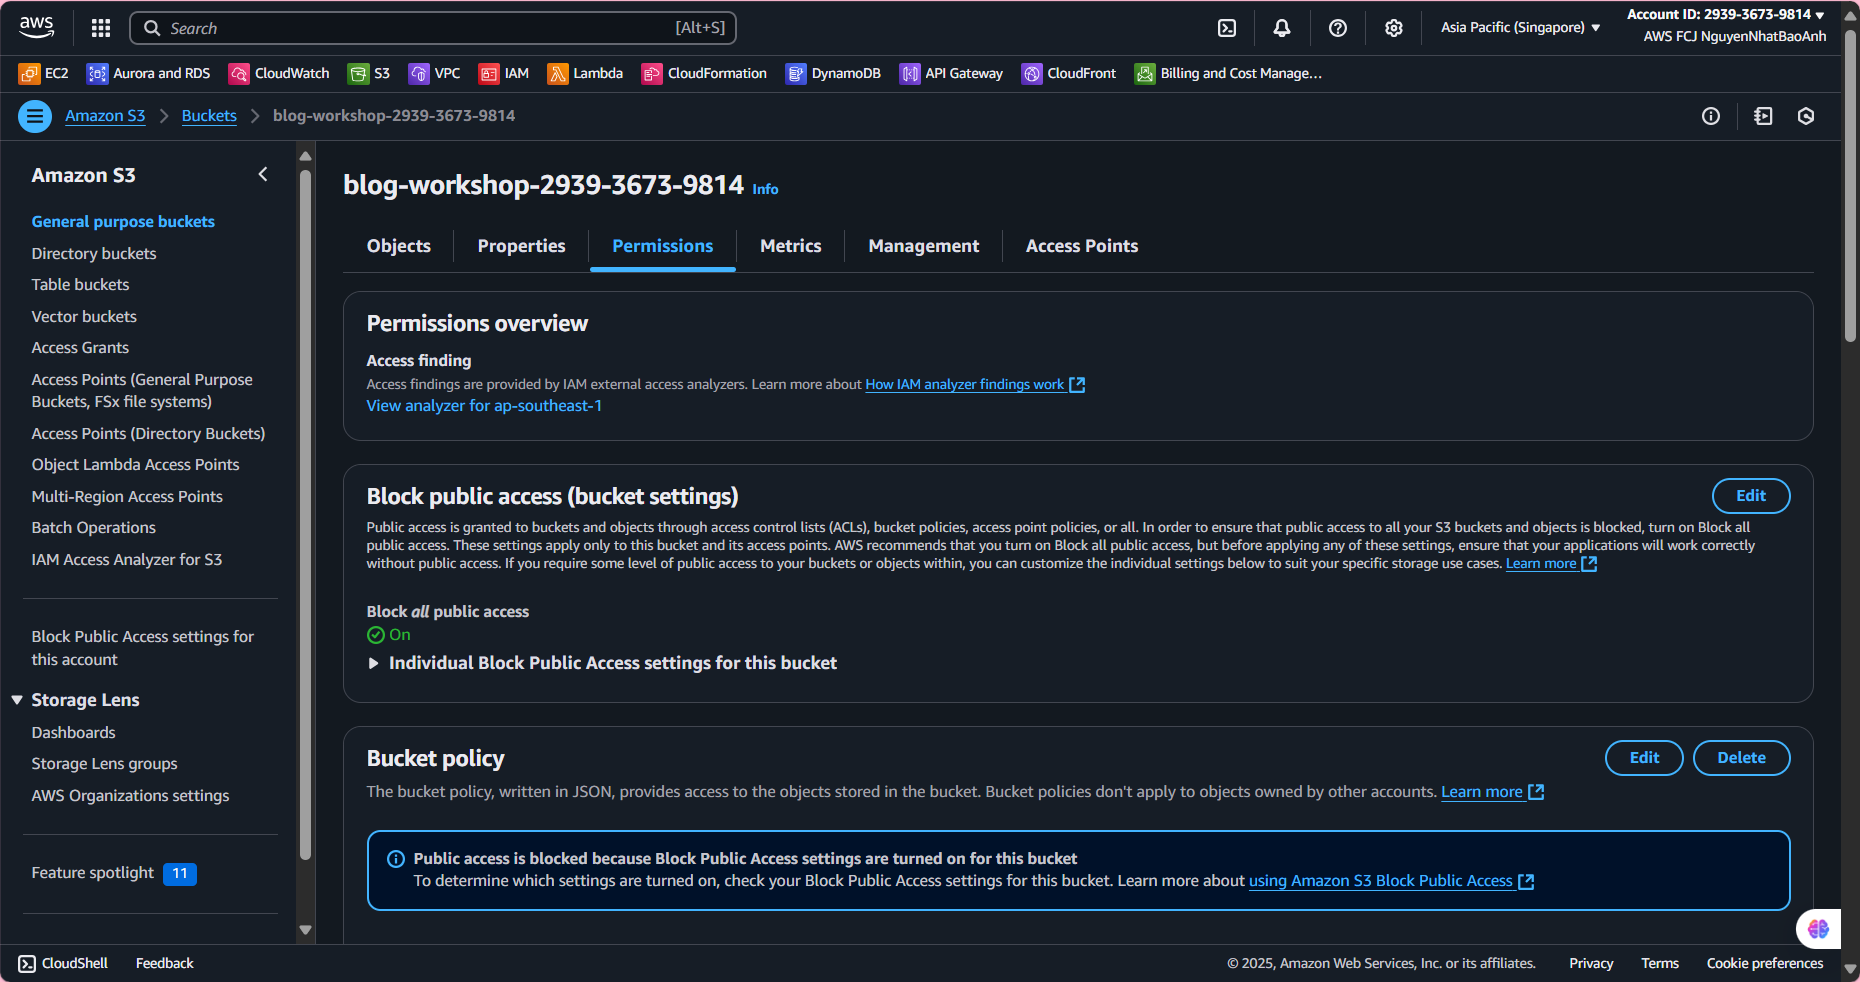 aws
Search
[Alt+S]
Asia Pacific (Singapore)
Account ID: 2939-3673-9814
AWS FCJ NguyenNhatBaoAnh
EC2
Aurora and RDS
CloudWatch
S3
VPC
IAM
Lambda
CloudFormation
DynamoDB
API Gateway
CloudFront
Billing and Cost Manage...
Amazon S3
Buckets
blog-workshop-2939-3673-9814
Amazon S3
General purpose buckets
Directory buckets
Table buckets
Vector buckets
Access Grants
Access Points (General Purpose
Buckets, FSx file systems)
Access Points (Directory Buckets)
Object Lambda Access Points
Multi-Region Access Points
Batch Operations
IAM Access Analyzer for S3
Block Public Access settings for
this account
Storage Lens
Dashboards
Storage Lens groups
AWS Organizations settings
Feature spotlight 11
blog-workshop-2939-3673-9814 Info
Objects
Properties
Permissions
Metrics
Management
Access Points
Permissions overview
Access finding
Access findings are provided by IAM external access analyzers. Learn more about How IAM analyzer findings work
View analyzer for ap-southeast-1
Block public access (bucket settings)
Edit
Public access is granted to buckets and objects through access control lists (ACLs), bucket policies, access point policies, or all. In order to ensure that public access to all your S3 buckets and objects is blocked, turn on Block all
public access. These settings apply only to this bucket and its access points. AWS recommends that you turn on Block all public access, but before applying any of these settings, ensure that your applications will work correctly
without public access. If you require some level of public access to your buckets or objects within, you can customize the individual settings below to suit your specific storage use cases. Learn more
Block all public access
On
Individual Block Public Access settings for this bucket
Bucket policy
Edit
Delete
The bucket policy, written in JSON, provides access to the objects stored in the bucket. Bucket policies don't apply to objects owned by other accounts. Learn more
Public access is blocked because Block Public Access settings are turned on for this bucket
To determine which settings are turned on, check your Block Public Access settings for this bucket. Learn more about using Amazon S3 Block Public Access
CloudShell
Feedback
© 2025, Amazon Web Services, Inc. or its affiliates.
Privacy
Terms
Cookie preferences